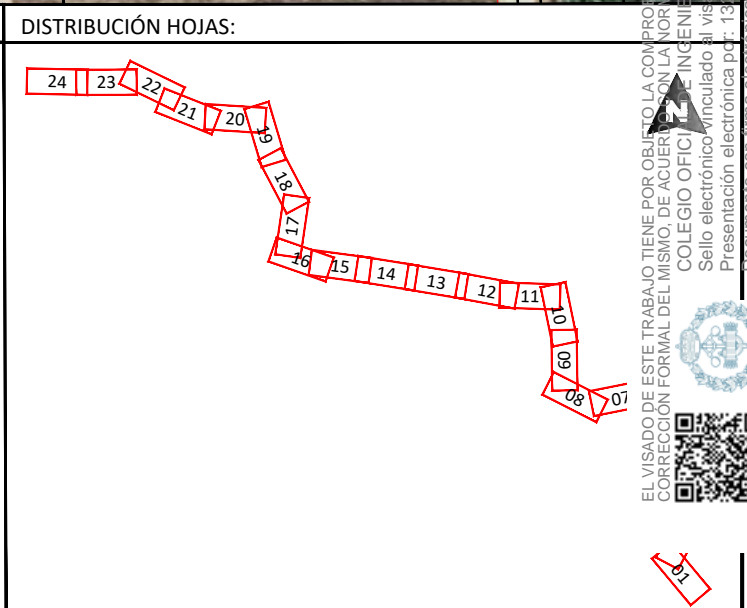 DISTRIBUCIÓN HOJAS:
24
23
22
21
20
19
18
17
16
15
14
13
12
11
10
09
08
07
01
N
EL VISADO DE ESTE TRABAJO TIENE POR OBJETO LA COMPRO
CORRECCIÓN FORMAL DEL MISMO, DE ACUERDO CON LA NOR
COLEGIO OFICI DE INGENIE
Sello electrónico vinculado al vis
Presentación electrónica por: 13